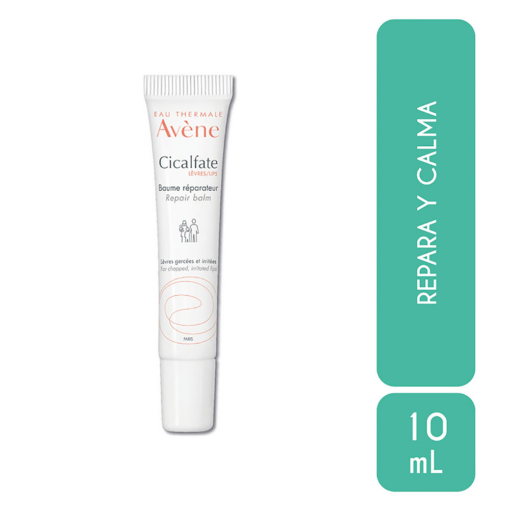 EAU THERMALE
Avène
Cicalfate
LÈVRES/LIPS
Baume réparateur
Repair balm
Lèvres gercées et irritées
For chapped, irritated lips
PARIS
REPARA Y CALMA
10
mL